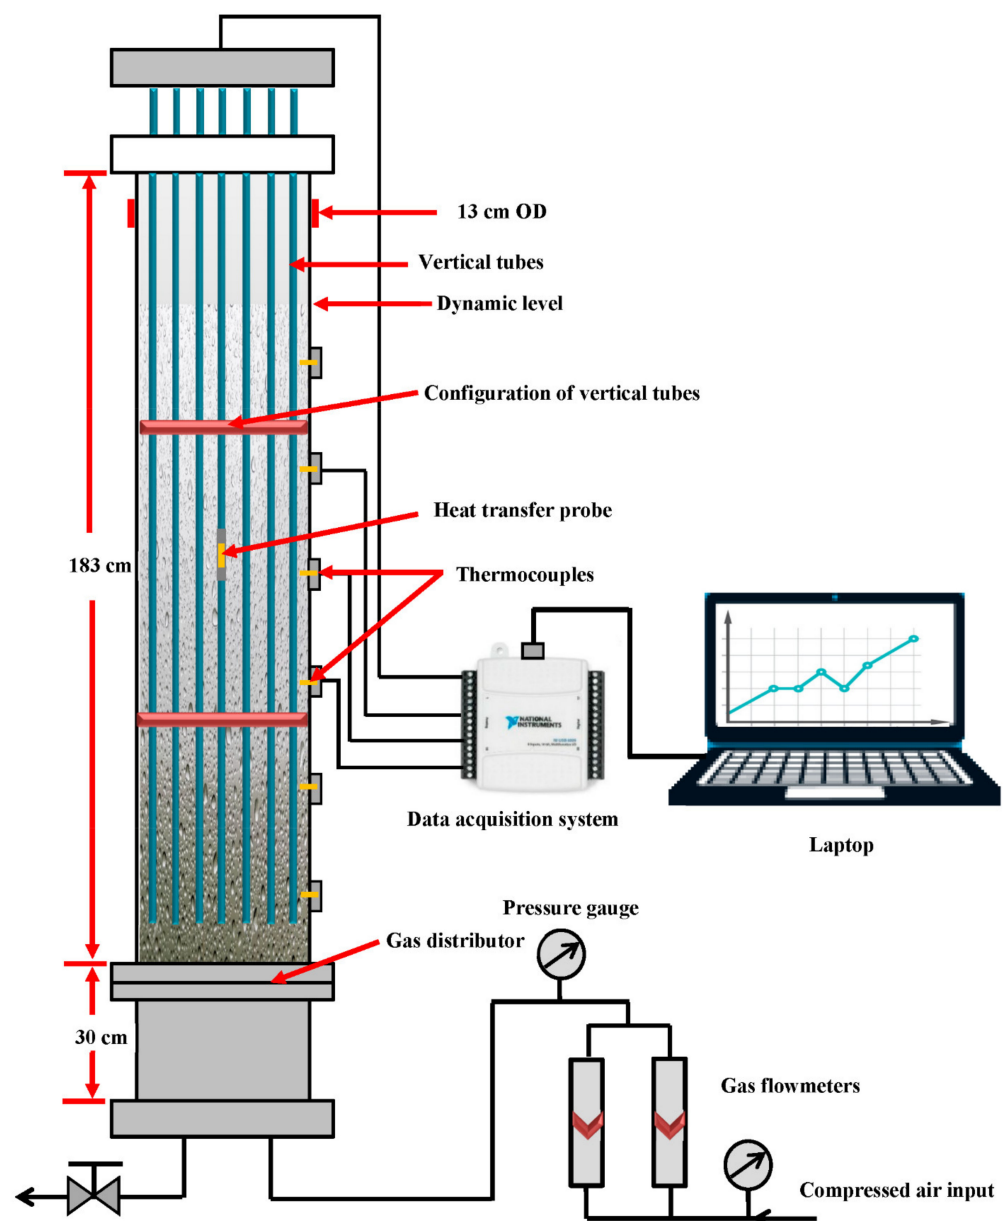 13 cm OD
Vertical tubes
Dynamic level
Configuration of vertical tubes
Heat transfer probe
183 cm
Thermocouples
NATIONAL
INSTRUMENTS
Data acquisition system
Laptop
Pressure gauge
Gas distributor
30 cm
Gas flowmeters
Compressed air input